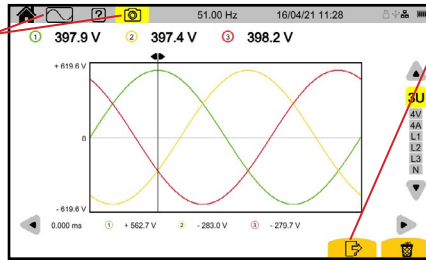 ? 51.00 Hz 16/04/21 11:28
1 397.9 V 2 397.4 V 3 398.2 V
+ 619.6 V
0
- 619.6 V
3U
4V
4A
L1
L2
L3
N
0.000 ms 1 + 562.7 V 2 - 283.0 V 3 - 279.7 V